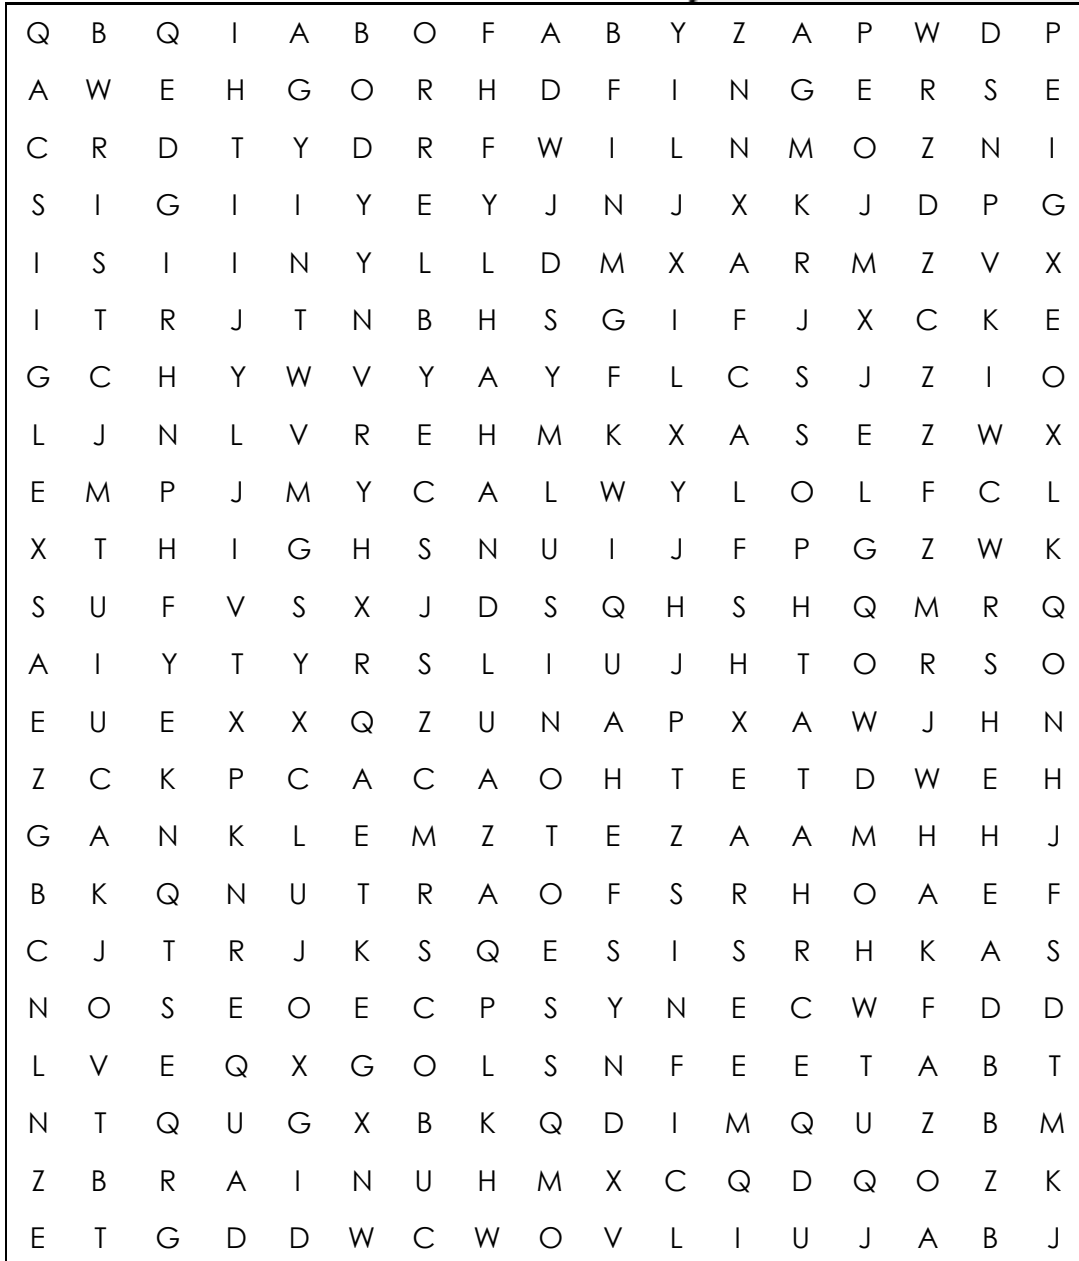 Q B Q I A B O F A B Y Z A P W D P
A W E H G O R H D F I N G E R S E
C R D T Y D R F W I L N M O Z N I
S I G I I Y E Y J N J X K J D P G
I S I I N Y L L D M X A R M Z V X
I T R J T N B H S G I F J X C K E
G C H Y W V Y A Y F L C S J Z I O
L J N L V R E H M K X A S E Z W X
E M P J M Y C A L W Y L O L F C L
X T H I G H S N U I J F P G Z W K
S U F V S X J D S Q H S H Q M R Q
A I Y T Y R S L I U J H T O R S O
E U E X X Q Z U N A P X A W J H N
Z C K P C A C A O H T E T D W E H
G A N K L E M Z T E Z A A M H H J
B K Q N U T R A O F S R H O A E F
C J T R J K S Q E S I S R H K A S
N O S E O E C P S Y N E C W F D D
L V E Q X G O L S N F E E T A B T
N T Q U G X B K Q D I M Q U Z B M
Z B R A I N U H M X C Q D Q O Z K
E T G D D W C W O V L I U J A B J